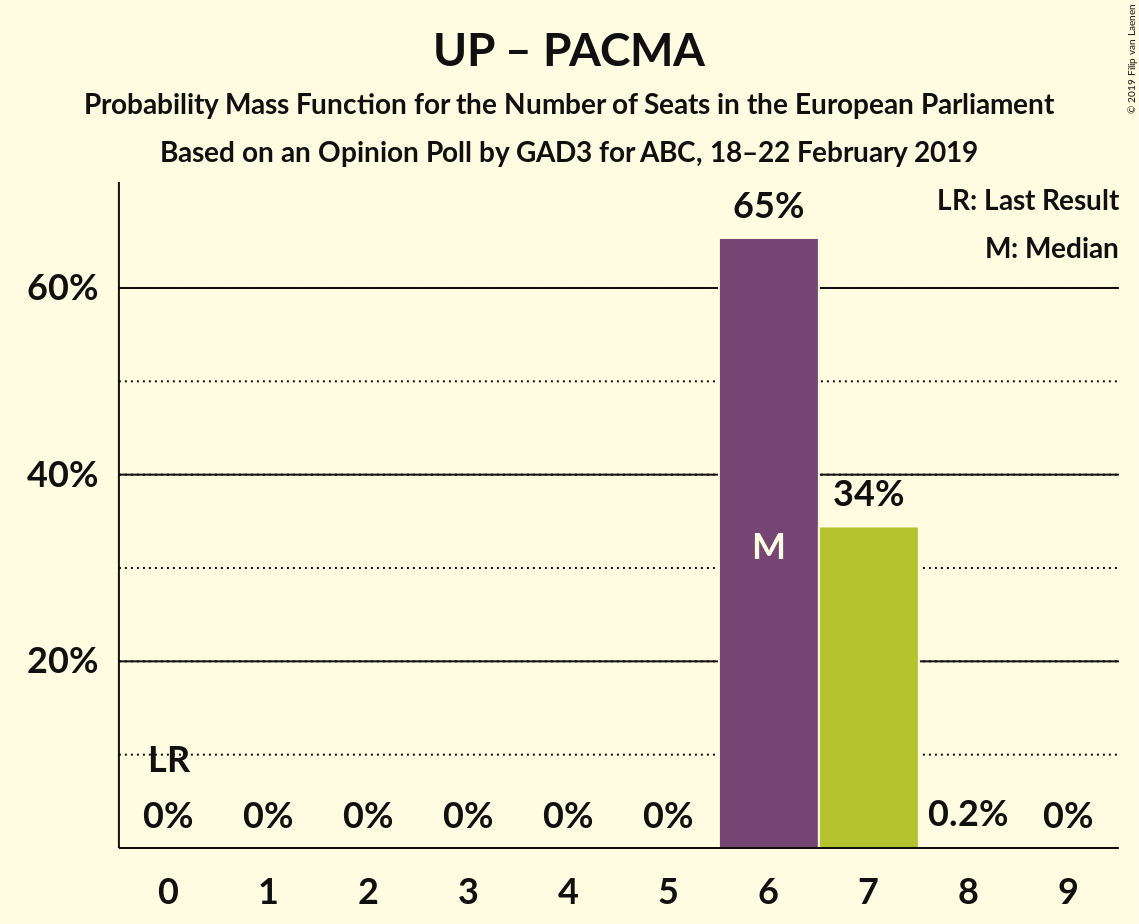 UP – PACMA
Probability Mass Function for the Number of Seats in the European Parliament
Based on an Opinion Poll by GAD3 for ABC, 18–22 February 2019
© 2019 Filip van Laenen
LR: Last Result
M: Median
65%
60%
40%
34%
M
20%
LR
0% 0% 0% 0% 0% 0% 0.2% 0%
0 1 2 3 4 5 6 7 8 9